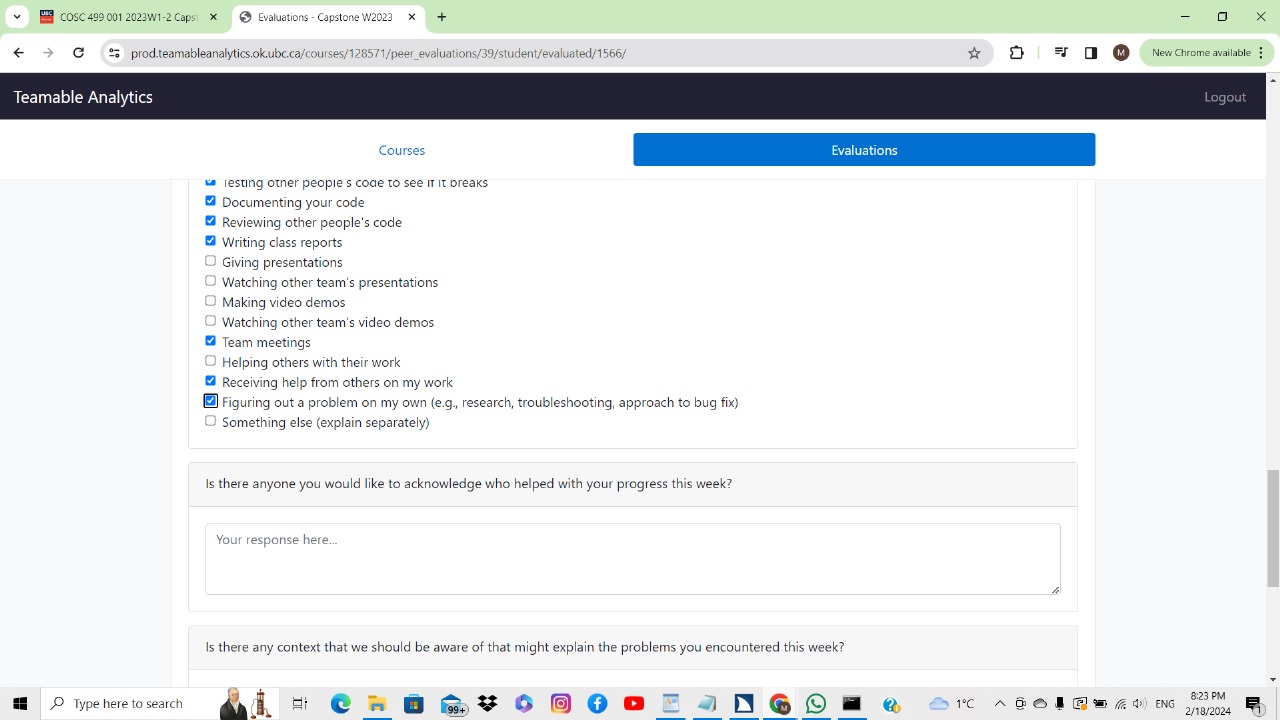 COSC 499 001 2023W1-2 Capst
Evaluations - Capstone W2023
prod.teamableanalytics.ok.ubc.ca/courses/128571/peer_evaluations/39/student/evaluated/1566/
M
New Chrome available
Teamable Analytics
Logout
Courses
Evaluations
Testing other people's code to see if it breaks
Documenting your code
Reviewing other people's code
Writing class reports
Giving presentations
Watching other team's presentations
Making video demos
Watching other team's video demos
Team meetings
Helping others with their work
Receiving help from others on my work
Figuring out a problem on my own (e.g., research, troubleshooting, approach to bug fix)
Something else (explain separately)
Is there anyone you would like to acknowledge who helped with your progress this week?
Your response here...
Is there any context that we should be aware of that might explain the problems you encountered this week?
Type here to search
99+
1°C
ENG
8:23 PM
2/18/2024
1